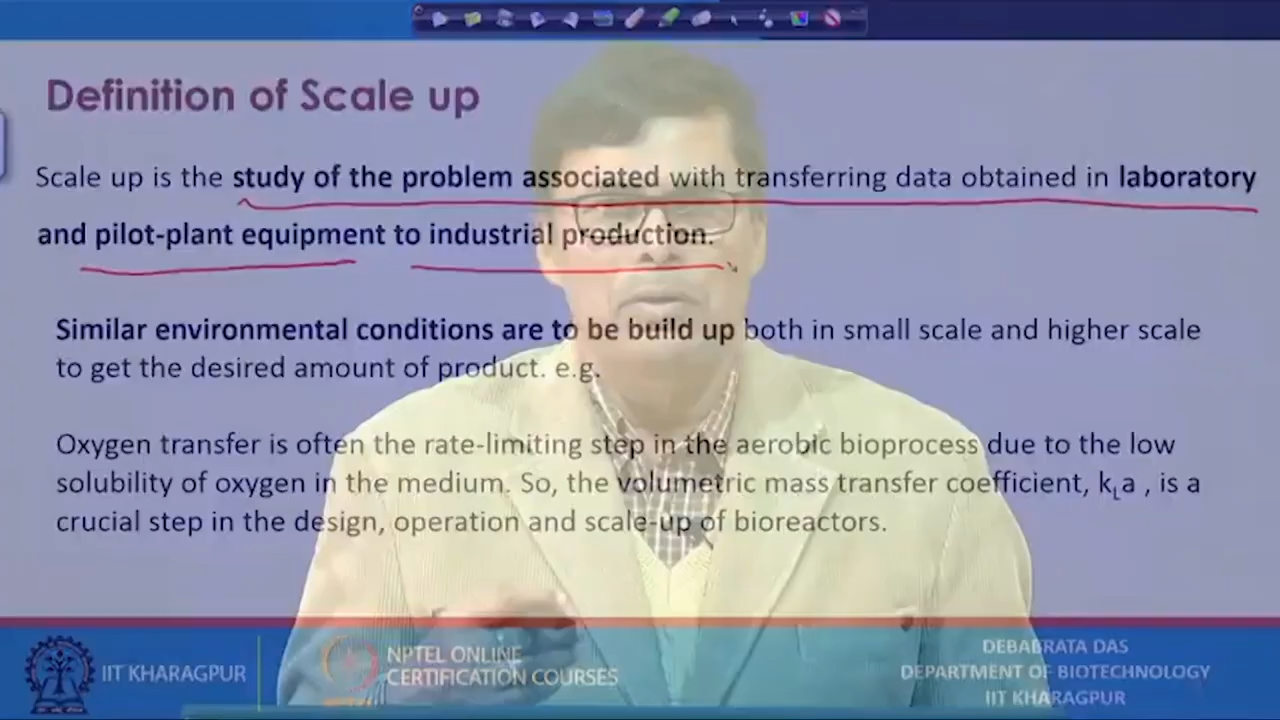 Definition of Scale up
Scale up is the study of the problem associated with transferring data obtained in laboratory
and pilot-plant equipment to industrial production.
Similar environmental conditions are to be build up both in small scale and higher scale
to get the desired amount of product. e.g.
Oxygen transfer is often the rate-limiting step in the aerobic bioprocess due to the low
solubility of oxygen in the medium. So, the volumetric mass transfer coefficient, kLa , is a
crucial step in the design, operation and scale-up of bioreactors.
IIT KHARAGPUR
NPTEL ONLINE
CERTIFICATION COURSES
DEBABRATA DAS
DEPARTMENT OF BIOTECHNOLOGY
IIT KHARAGPUR